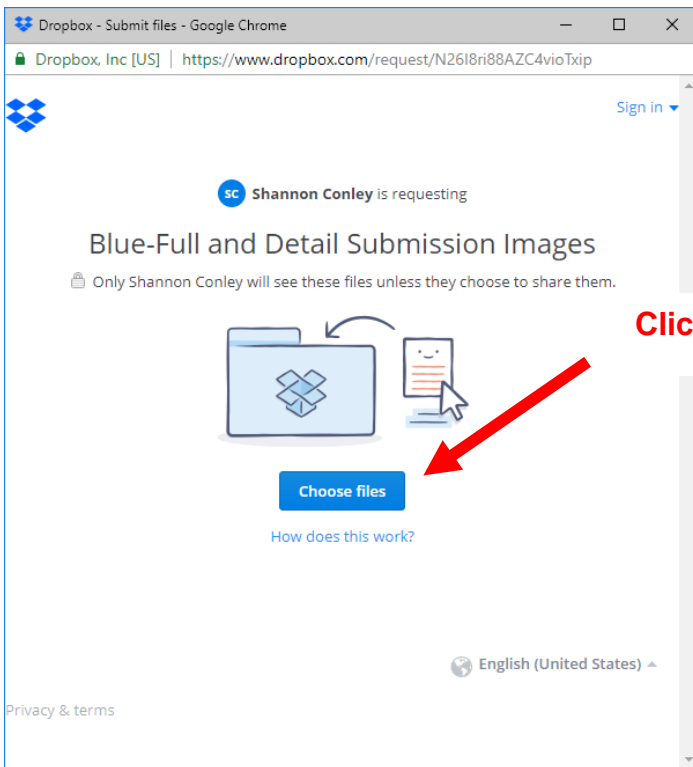 Dropbox - Submit files - Google Chrome
Dropbox, Inc [US] | https://www.dropbox.com/request/N26I8ri88AZC4vioTxip
Sign in
SC Shannon Conley is requesting
Blue-Full and Detail Submission Images
Only Shannon Conley will see these files unless they choose to share them.
Clic
Choose files
How does this work?
English (United States)
Privacy & terms